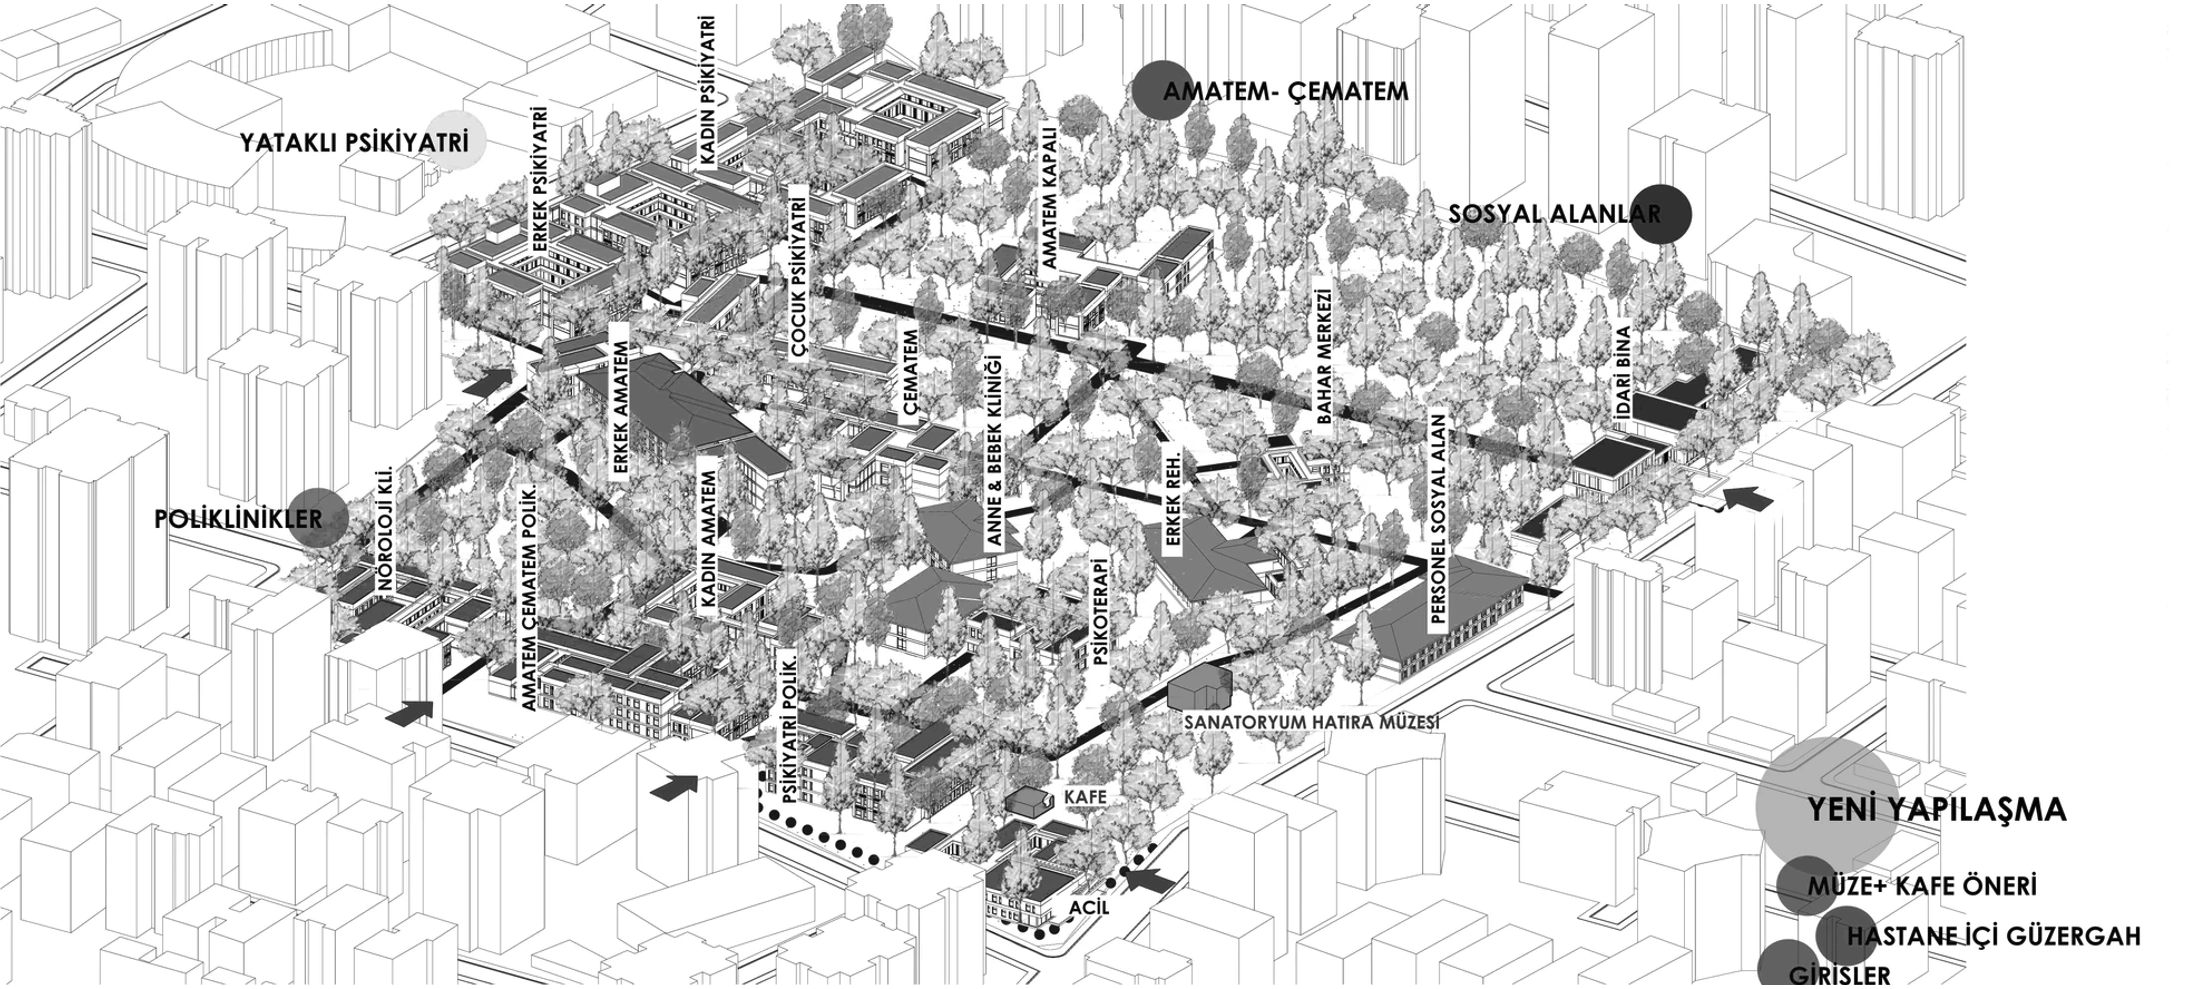 KADIN PSİKİYATRİ
AMATEM- ÇEMATEM
YATAKLI PSİKİYATRİ
ERKEK PSİKİYATRİ
AMATEM KAPALI
SOSYAL ALANLAR
ÇOCUK PSİKİYATRİ
BAHAR MERKEZİ
İDARİ BİNA
ERKEK AMATEM
ÇEMATEM
ANNE & BEBEK KLİNİĞİ
PERSONEL SOSYAL ALAN
ERKEK REH.
NÖROLOJİ KLİ.
POLİKLİNİKLER
AMATEM ÇEMATEM POLİK.
KADIN AMATEM
PSİKOTERAPİ
PSİKİYATRİ POLİK.
SANATORYUM HATIRA MÜZESİ
KAFE
ACİL
YENİ YAPILAŞMA
MÜZE+ KAFE ÖNERİ
HASTANE İÇİ GÜZERGAH
GİRİŞLER